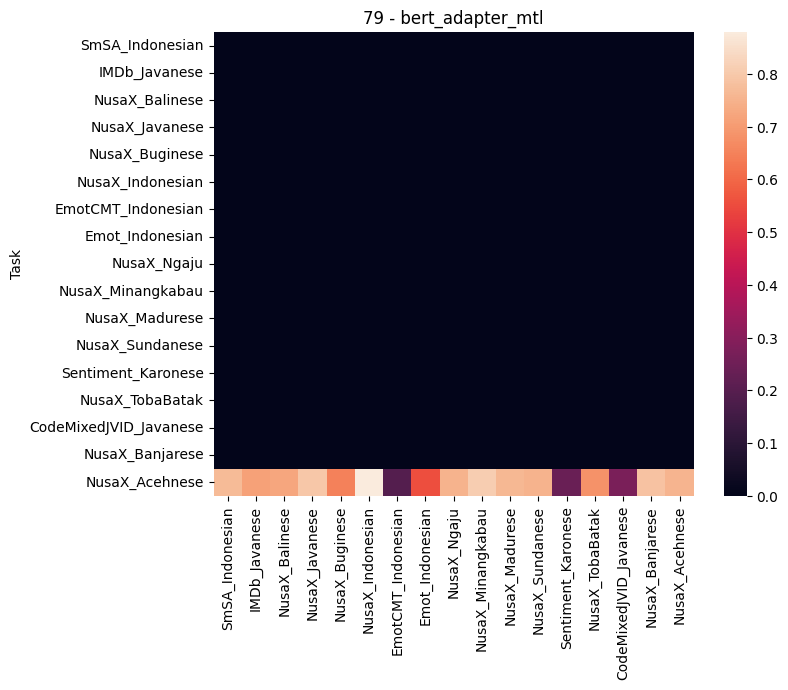 79 - bert_adapter_mtl
Task
SmSA_Indonesian
IMDb_Javanese
NusaX_Balinese
NusaX_Javanese
NusaX_Buginese
NusaX_Indonesian
EmotCMT_Indonesian
Emot_Indonesian
NusaX_Ngaju
NusaX_Minangkabau
NusaX_Madurese
NusaX_Sundanese
Sentiment_Karonese
NusaX_TobaBatak
CodeMixedJVID_Javanese
NusaX_Banjarese
NusaX_Acehnese
SmSA_Indonesian
IMDb_Javanese
NusaX_Balinese
NusaX_Javanese
NusaX_Buginese
NusaX_Indonesian
EmotCMT_Indonesian
Emot_Indonesian
NusaX_Ngaju
NusaX_Minangkabau
NusaX_Madurese
NusaX_Sundanese
Sentiment_Karonese
NusaX_TobaBatak
CodeMixedJVID_Javanese
NusaX_Banjarese
NusaX_Acehnese
0.8
0.7
0.6
0.5
0.4
0.3
0.2
0.1
0.0